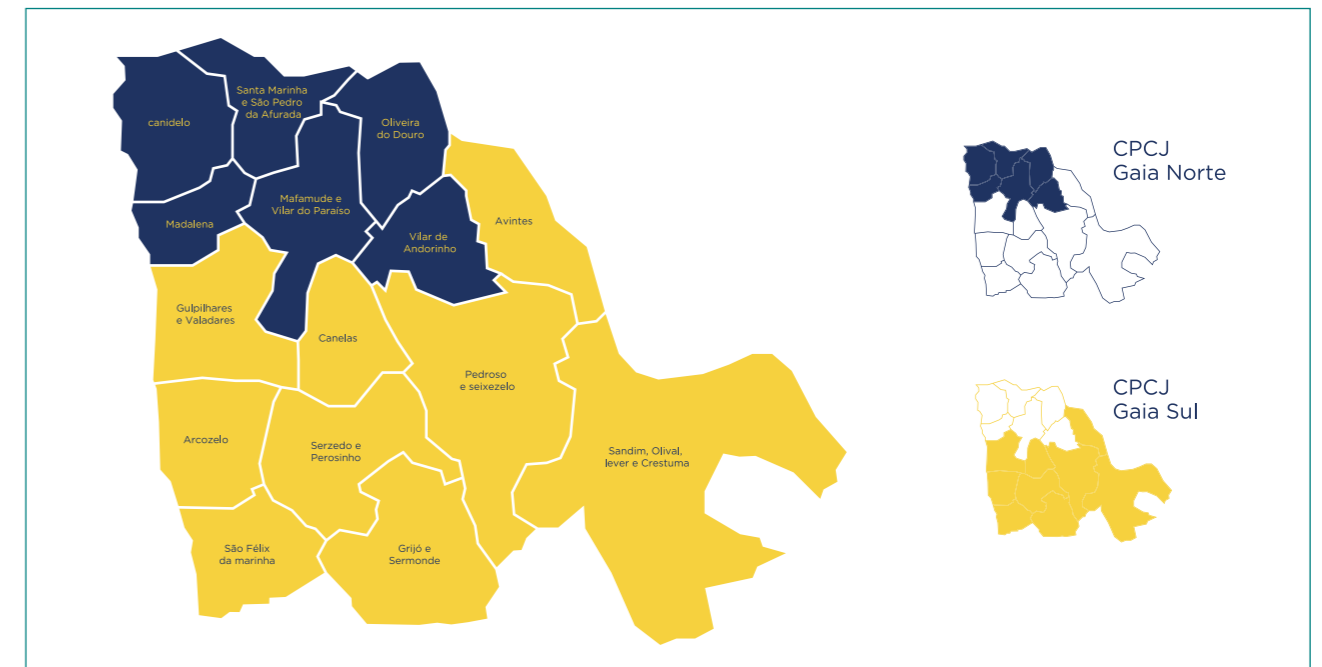 Santa Marinha
e São Pedro
da Afurada
canidelo
Oliveira
do Douro
Mafamude e
Vilar do Paraíso
Madalena
Vilar de
Andorinho
Avintes
Gulpilhares
e Valadares
Canelas
Pedroso
e seixezelo
Arcozelo
Serzedo e
Perosinho
Sandim, Olival,
lever e Crestuma
São Félix
da marinha
Grijó e
Sermonde
CPCJ
Gaia Norte
CPCJ
Gaia Sul